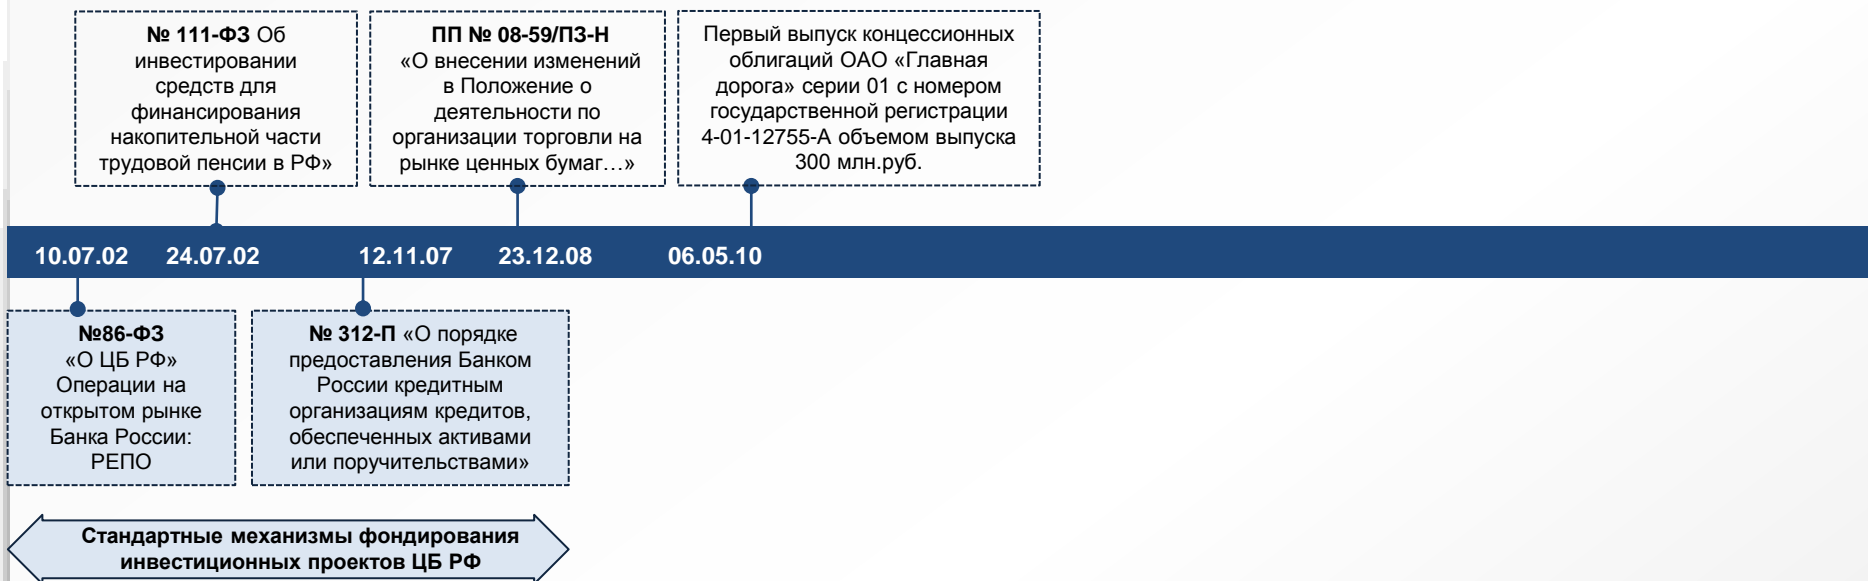 № 111-ФЗ Об
инвестировании
средств для
финансирования
накопительной части
трудовой пенсии в РФ»
ПП № 08-59/ПЗ-Н
«О внесении изменений
в Положение о
деятельности по
организации торговли на
рынке ценных бумаг…»
Первый выпуск концессионных
облигаций ОАО «Главная
дорога» серии 01 с номером
государственной регистрации
4-01-12755-А объемом выпуска
300 млн.руб.
10.07.02 24.07.02 12.11.07 23.12.08 06.05.10
№86-ФЗ
«О ЦБ РФ»
Операции на
открытом рынке
Банка России:
РЕПО
№ 312-П «О порядке
предоставления Банком
России кредитным
организациям кредитов,
обеспеченных активами
или поручительствами»
Стандартные механизмы фондирования
инвестиционных проектов ЦБ РФ